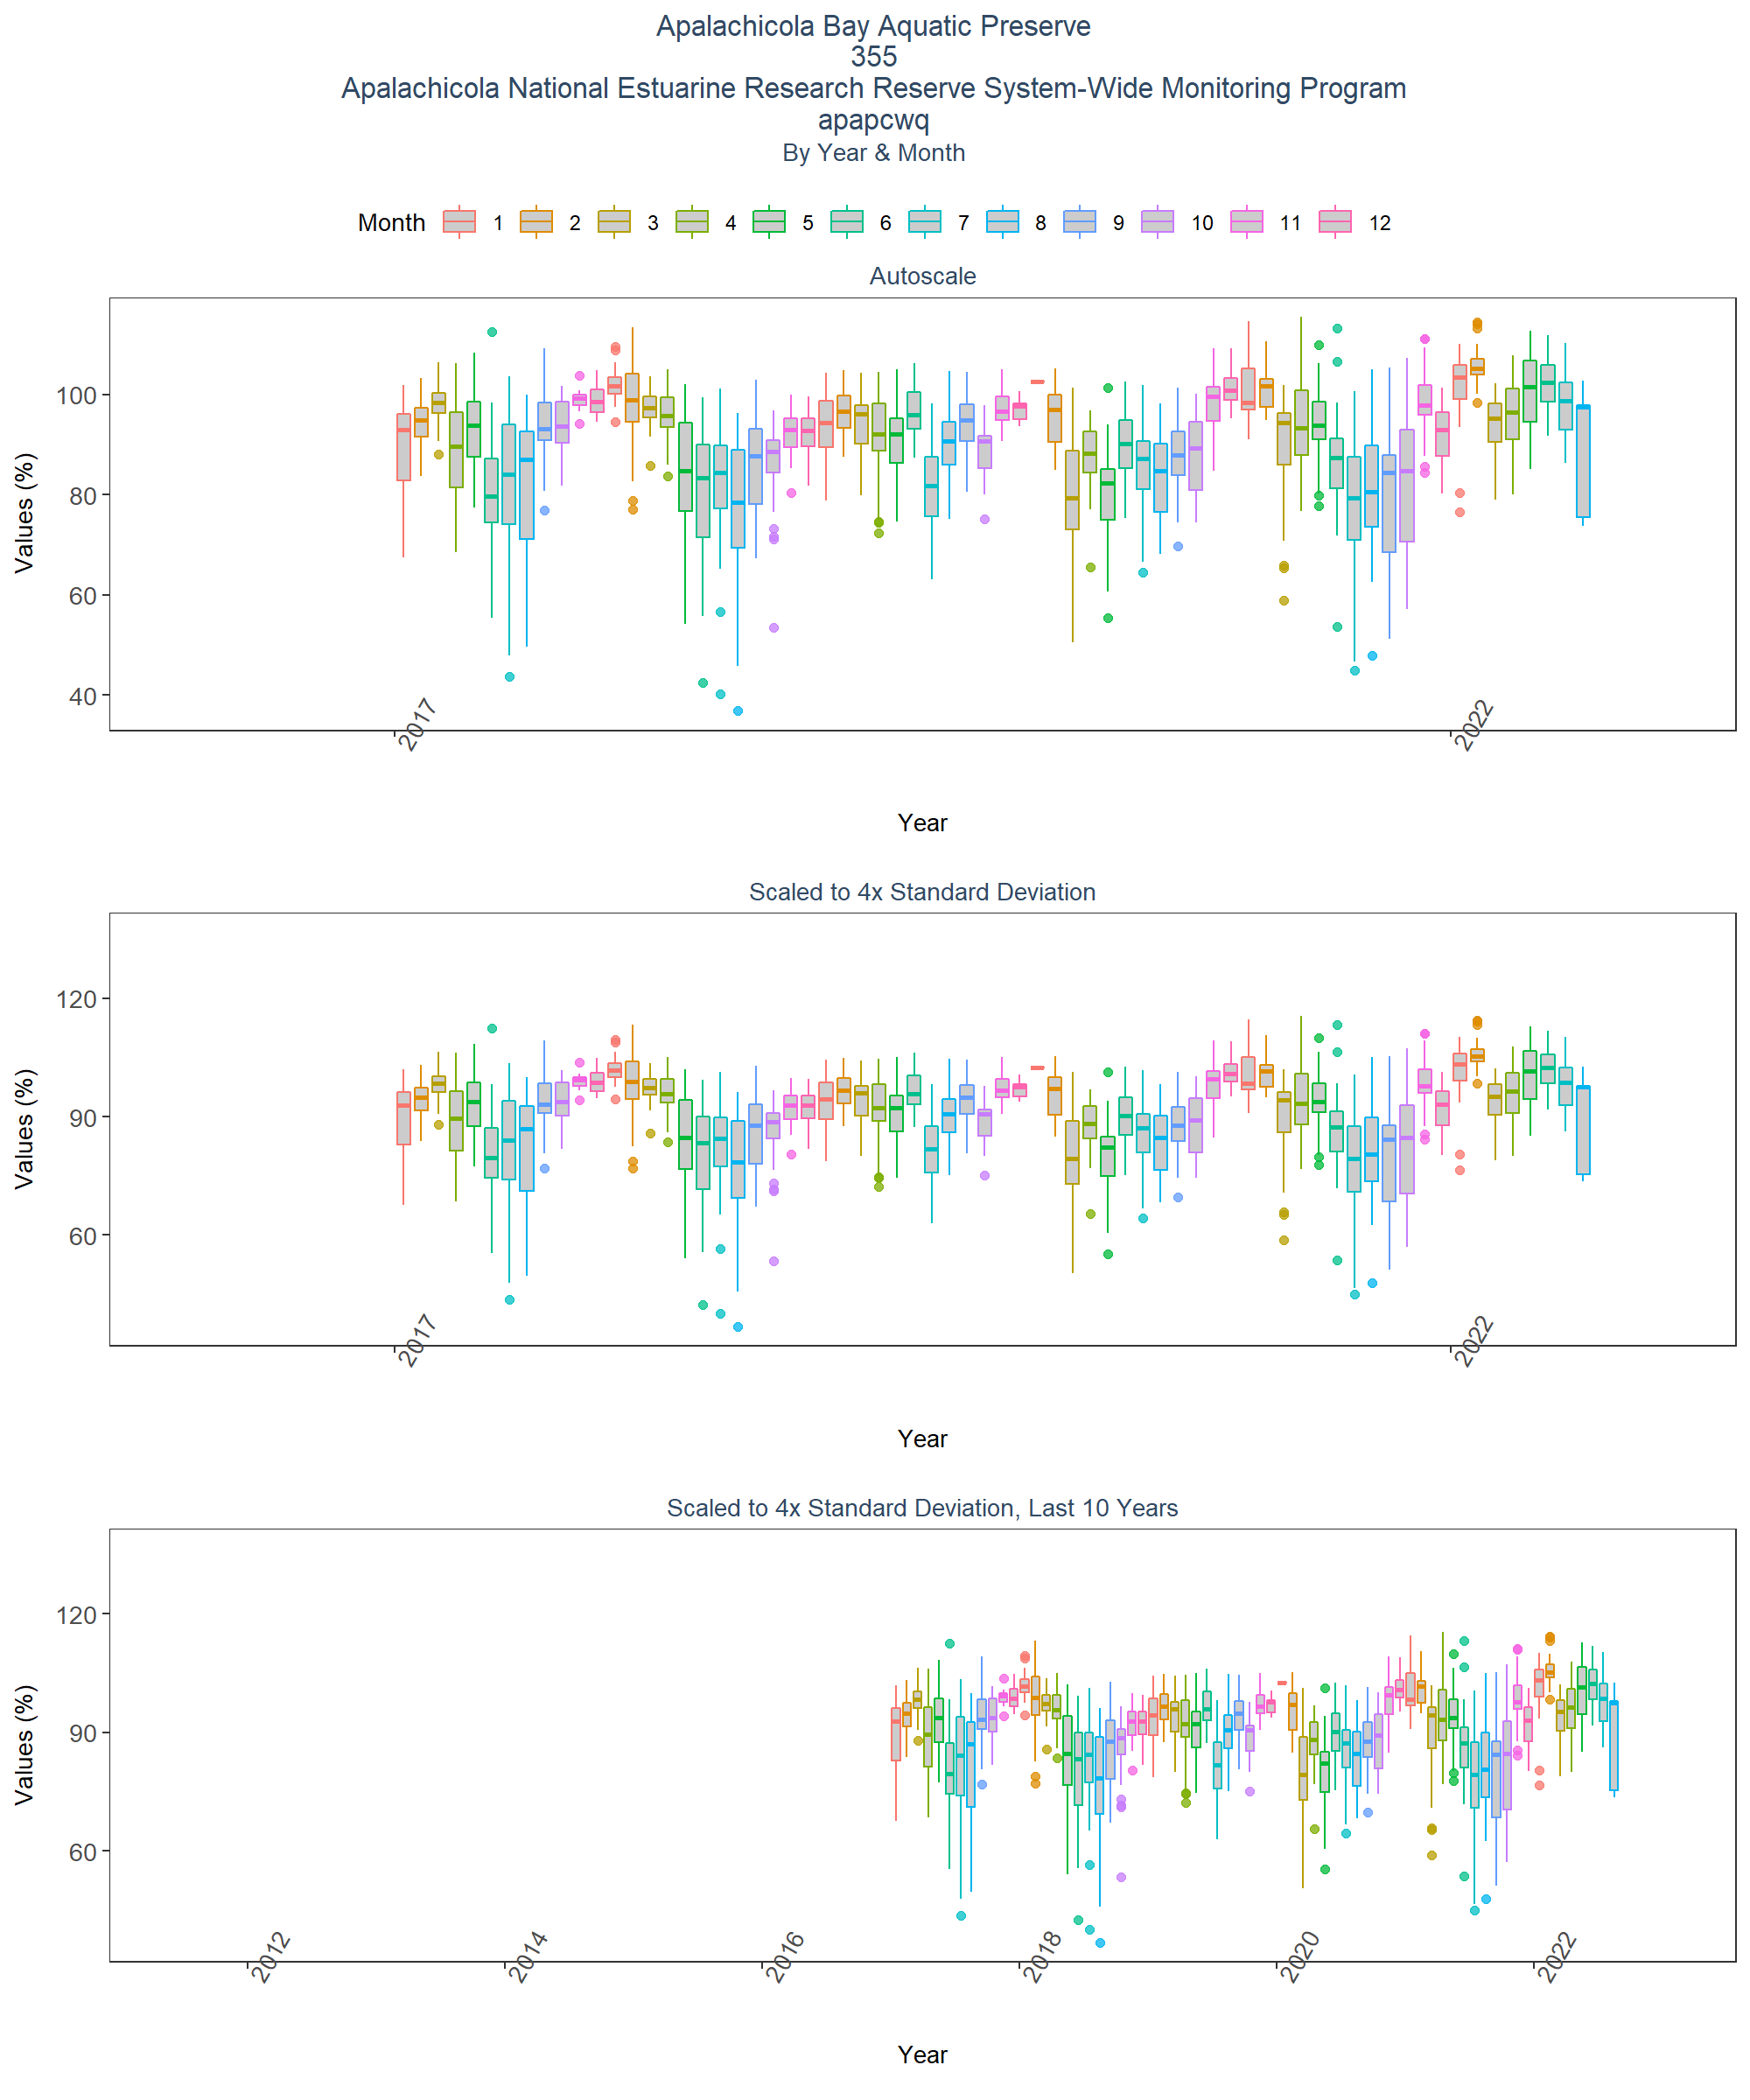 Apalachicola Bay Aquatic Preserve
355
Apalachicola National Estuarine Research Reserve System-Wide Monitoring Program
apapcwq
By Year & Month
Month 1 2 3 4 5 6 7 8 9 10 11 12
Autoscale
Values (%)
100
80
60
40
2017 2022
Year
Scaled to 4x Standard Deviation
Values (%)
120
90
60
2017 2022
Year
Scaled to 4x Standard Deviation, Last 10 Years
Values (%)
120
90
60
2012 2014 2016 2018 2020 2022
Year